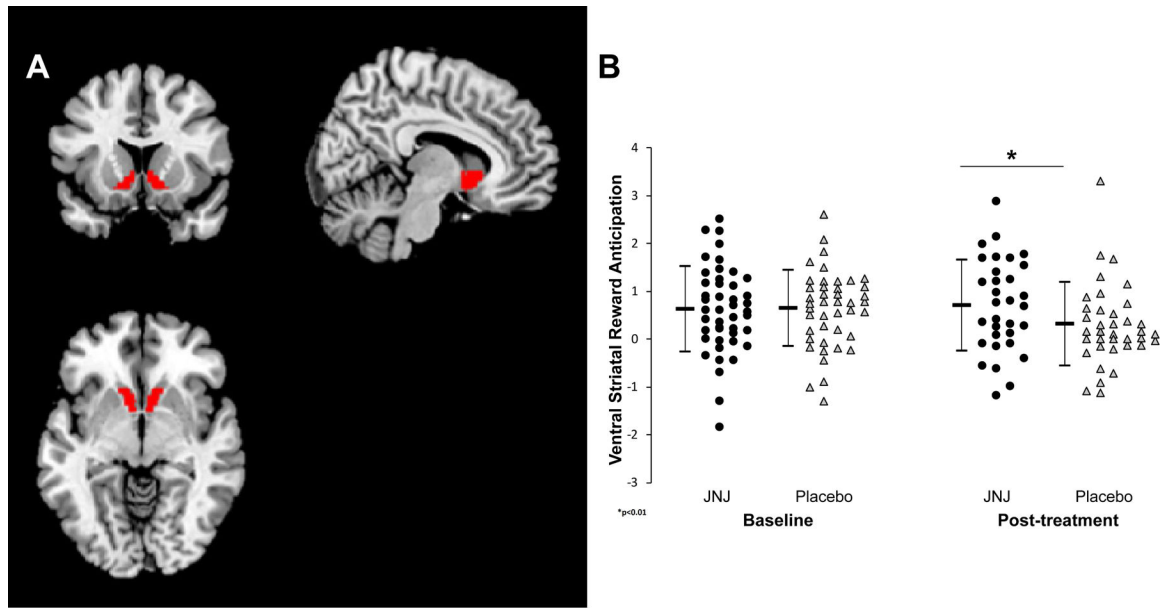 A
B
Ventral Striatal Reward Anticipation
4
3
2
1
0
-1
-2
-3
*
JNJ
Placebo
JNJ
Placebo
*p<0.01
Baseline
Post-treatment